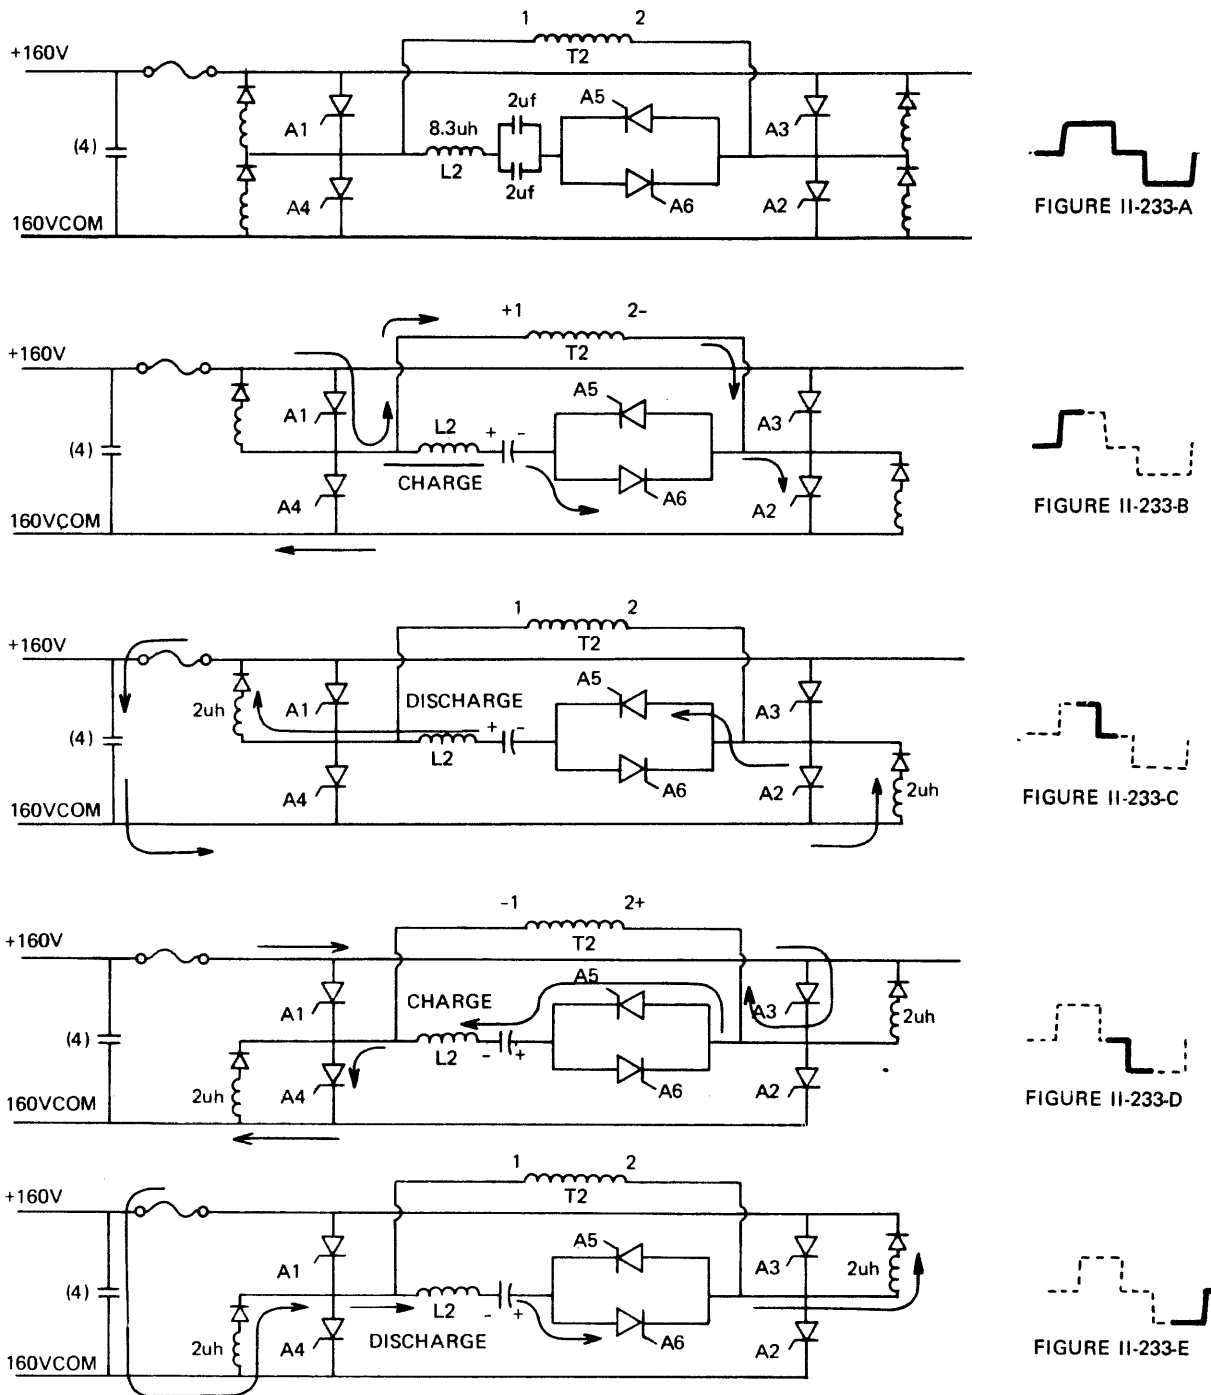 1 2
T2
+160V
A5
2uf
A1
A3
8.3uh
(4)
L2
2uf
A4
A6
A2
160VCOM
FIGURE II-233-A
+1 2-
T2
+160V
A5
A1
A3
L2 + -
(4)
CHARGE
A4
A6
A2
160VCOM
FIGURE II-233-B
1 2
T2
+160V
A5
DISCHARGE
2uh
A1
A3
+ -
(4)
L2
A4
A6
A2
2uh
160VCOM
FIGURE II-233-C
-1 2+
T2
+160V
A5
CHARGE
A1
A3
2uh
(4)
L2 - +
2uh
A4
A6
A2
160VCOM
FIGURE II-233-D
1 2
T2
+160V
A5
A1
A3
2uh
(4)
L2 - +
DISCHARGE
2uh
A4
A6
A2
160VCOM
FIGURE II-233-E